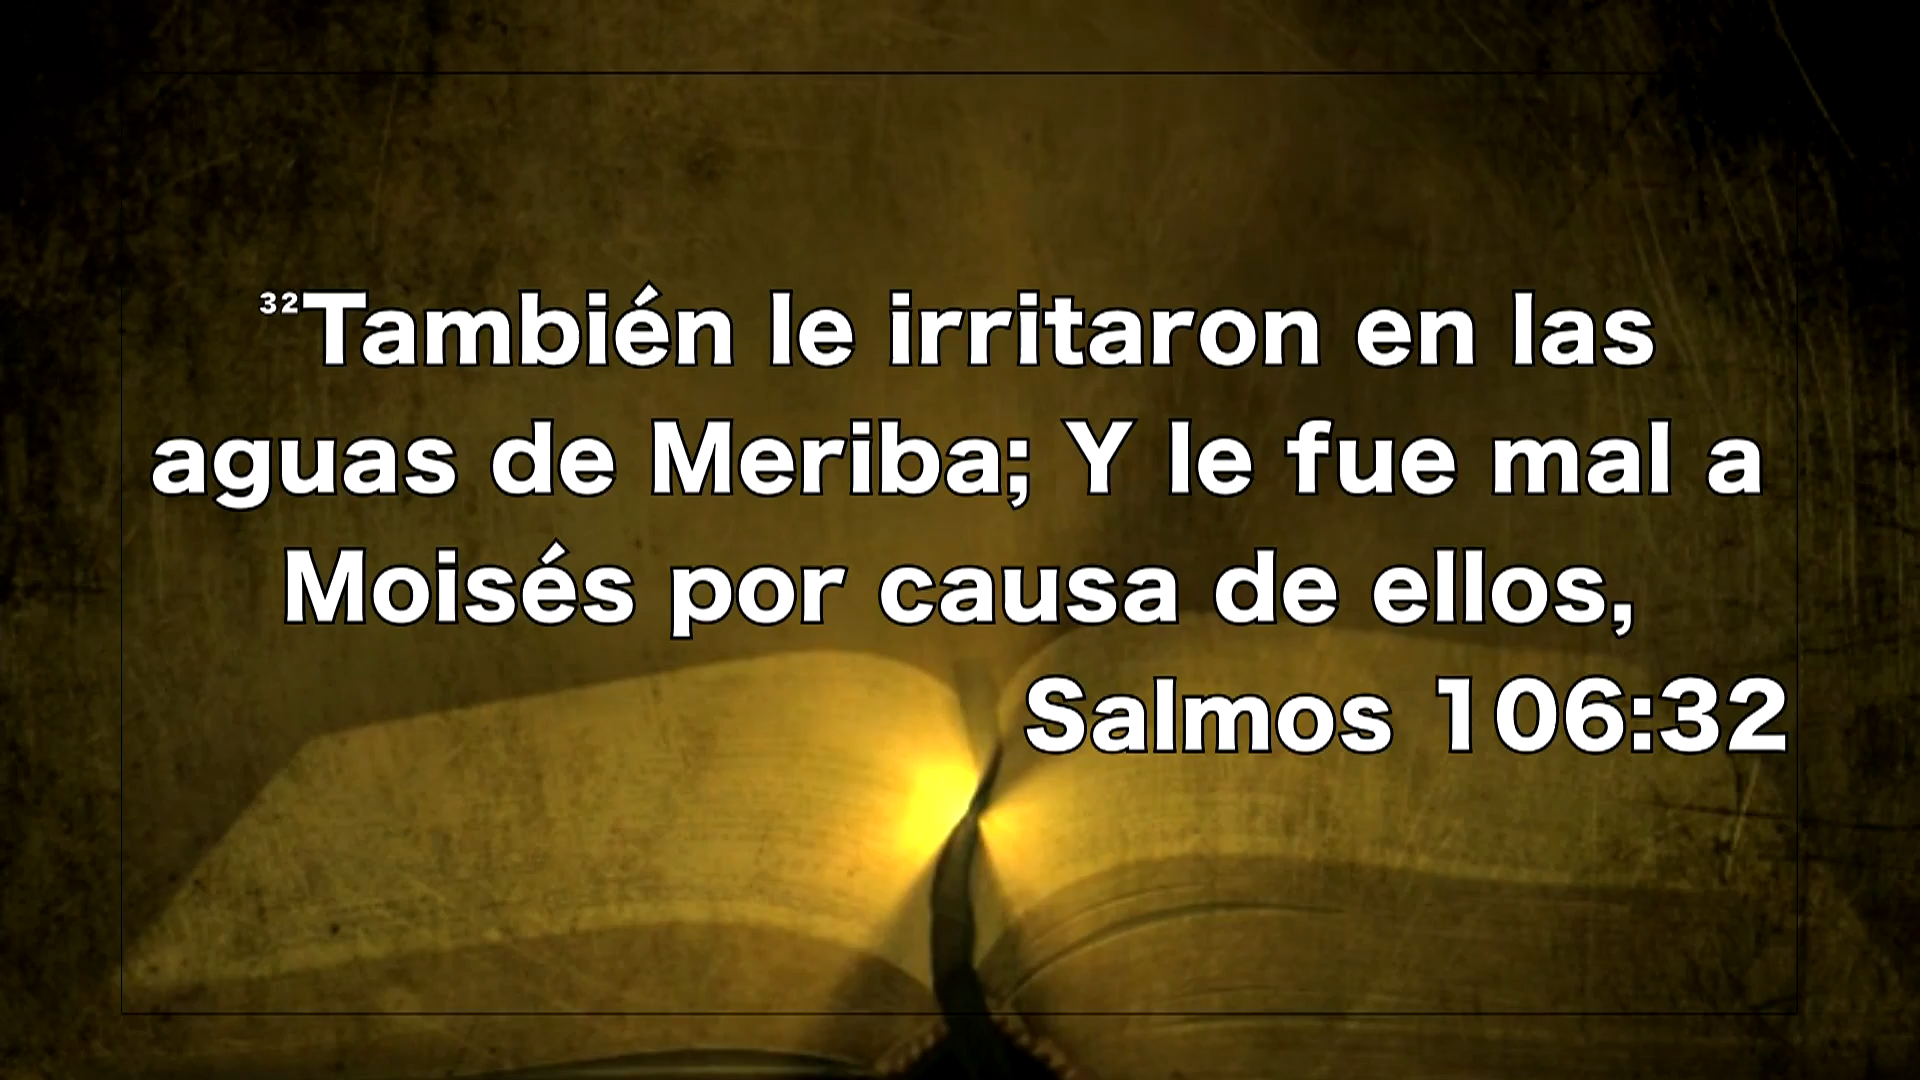 ³²También le irritaron en las
aguas de Meriba; Y le fue mal a
Moisés por causa de ellos,
Salmos 106:32